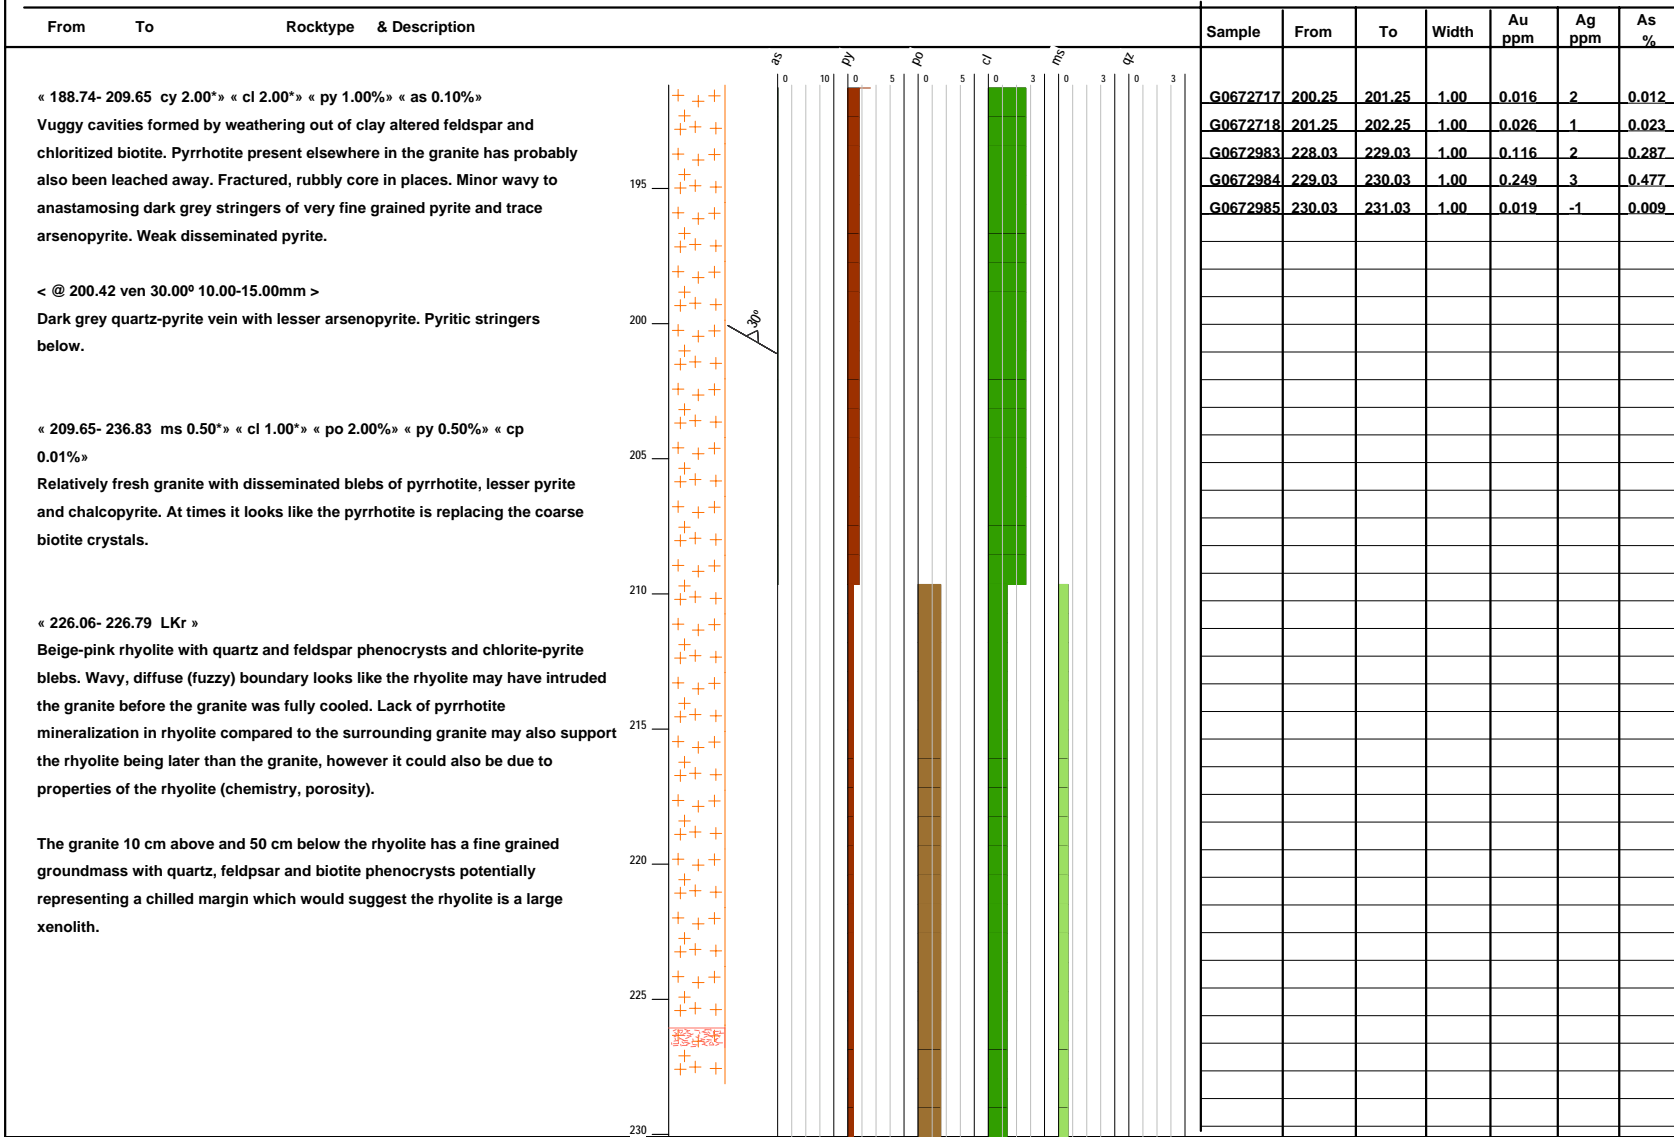 From To Rocktype & Description
Sample From To Width Au ppm Ag ppm As %
as py po cl ms qz
0 10 0 5 0 5 0 3 0 3 0 3
« 188.74- 209.65 cy 2.00*» « cl 2.00*» « py 1.00%» « as 0.10%»
Vuggy cavities formed by weathering out of clay altered feldspar and
chloritized biotite. Pyrrhotite present elsewhere in the granite has probably
also been leached away. Fractured, rubbly core in places. Minor wavy to
anastamosing dark grey stringers of very fine grained pyrite and trace
arsenopyrite. Weak disseminated pyrite.
< @ 200.42 ven 30.00º 10.00-15.00mm >
Dark grey quartz-pyrite vein with lesser arsenopyrite. Pyritic stringers
below.
« 209.65- 236.83 ms 0.50*» « cl 1.00*» « po 2.00%» « py 0.50%» « cp
0.01%»
Relatively fresh granite with disseminated blebs of pyrrhotite, lesser pyrite
and chalcopyrite. At times it looks like the pyrrhotite is replacing the coarse
biotite crystals.
« 226.06- 226.79 LKr »
Beige-pink rhyolite with quartz and feldspar phenocrysts and chlorite-pyrite
blebs. Wavy, diffuse (fuzzy) boundary looks like the rhyolite may have intruded
the granite before the granite was fully cooled. Lack of pyrrhotite
mineralization in rhyolite compared to the surrounding granite may also support
the rhyolite being later than the granite, however it could also be due to
properties of the rhyolite (chemistry, porosity).
The granite 10 cm above and 50 cm below the rhyolite has a fine grained
groundmass with quartz, feldpsar and biotite phenocrysts potentially
representing a chilled margin which would suggest the rhyolite is a large
xenolith.
195
200
205
210
215
220
225
230
30º
G0672717 200.25 201.25 1.00 0.016 2 0.012
G0672718 201.25 202.25 1.00 0.026 1 0.023
G0672983 228.03 229.03 1.00 0.116 2 0.287
G0672984 229.03 230.03 1.00 0.249 3 0.477
G0672985 230.03 231.03 1.00 0.019 -1 0.009